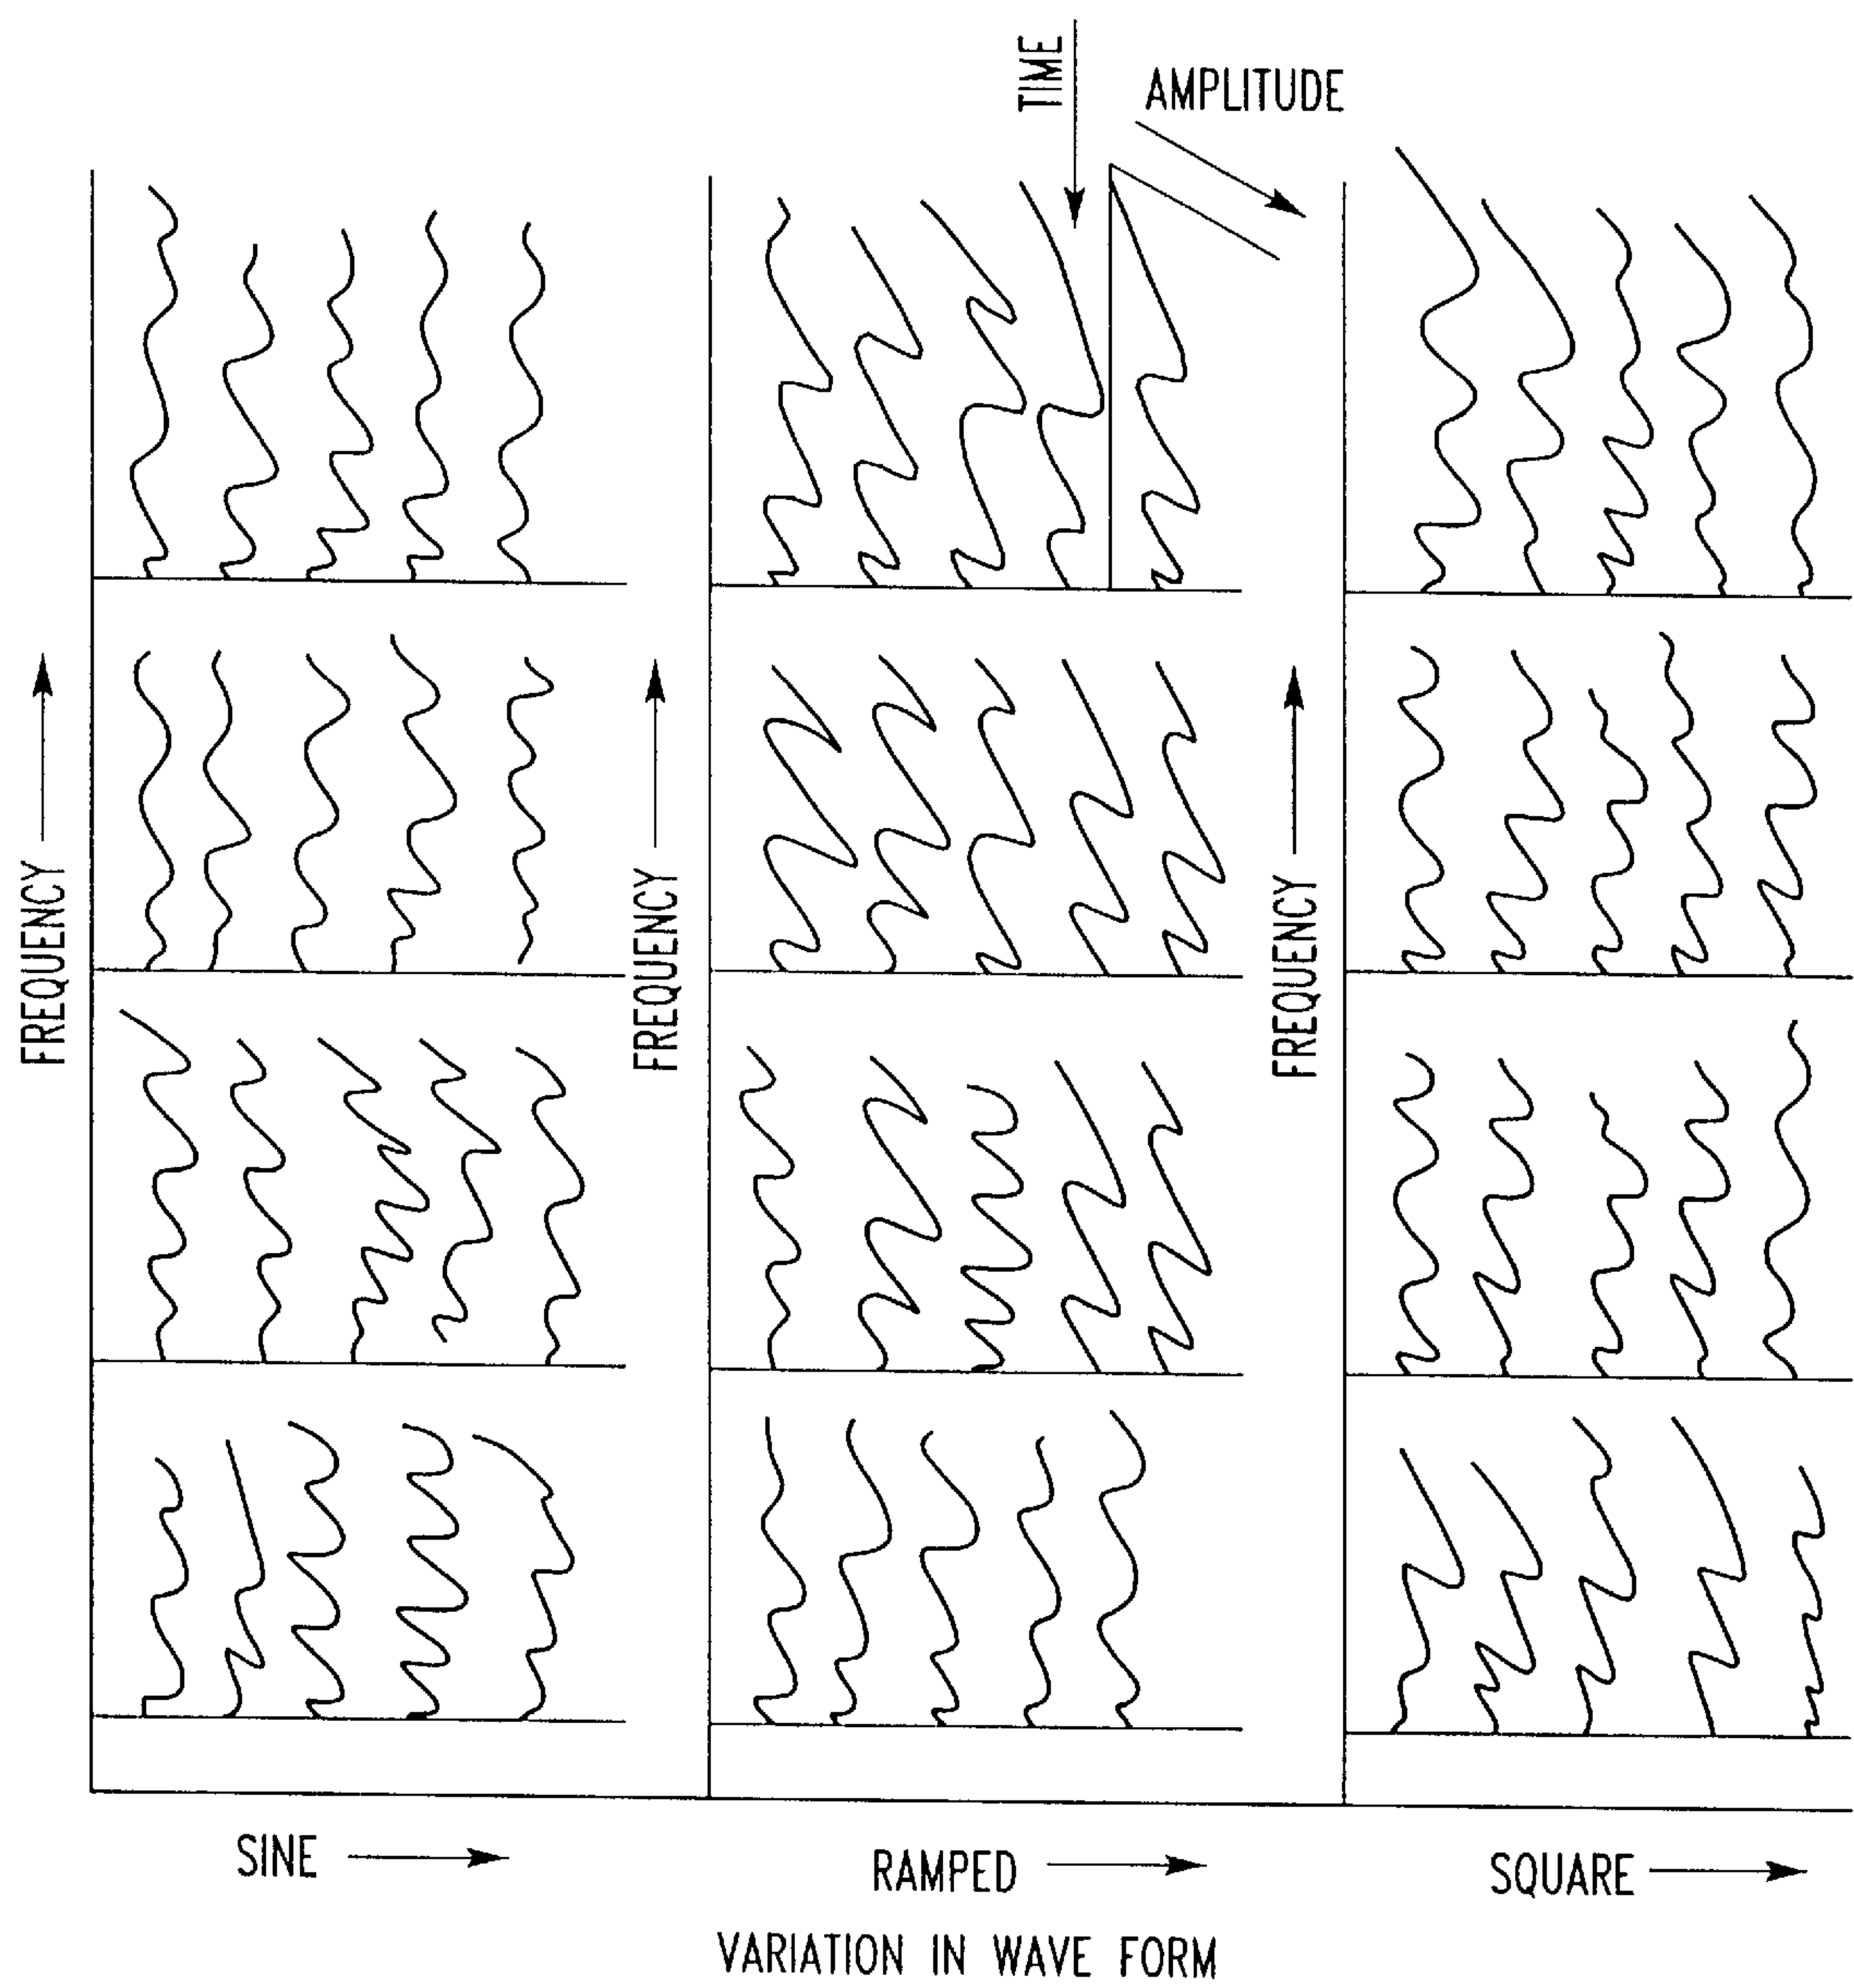 TIME
AMPLITUDE
FREQUENCY
FREQUENCY
FREQUENCY
SINE
RAMPED
SQUARE
VARIATION IN WAVE FORM